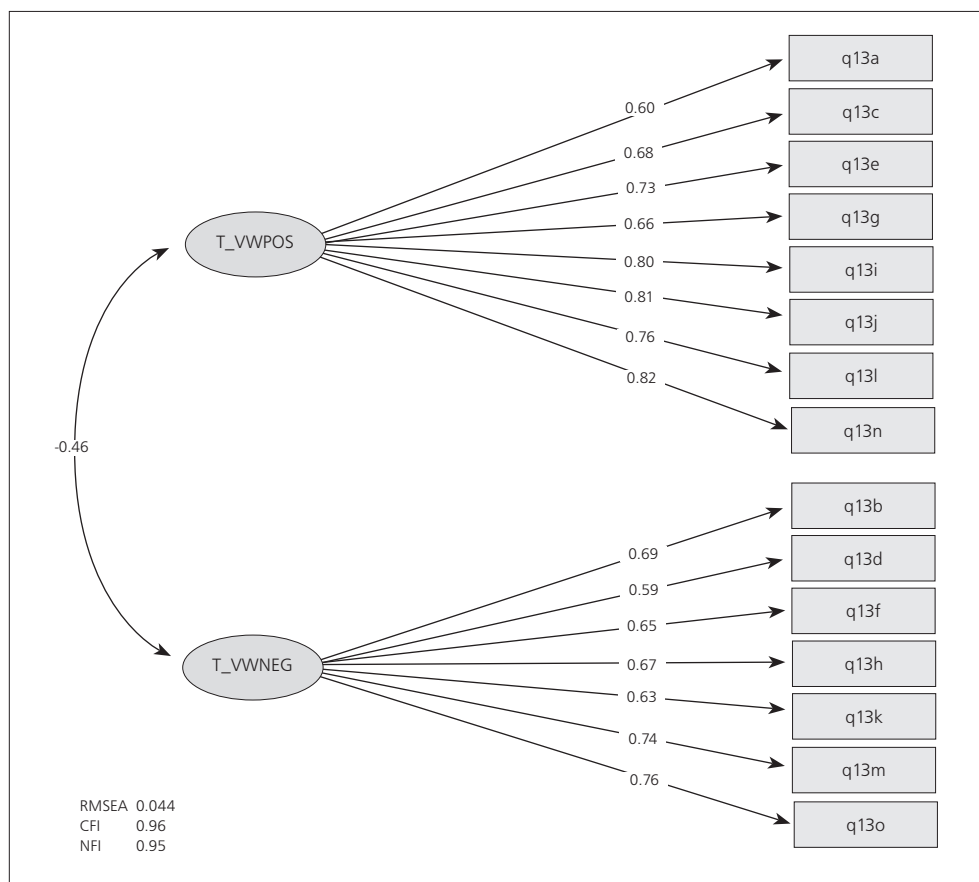 q13a
0.60
q13c
0.68
q13e
0.73
T_VWPOS
q13g
0.66
0.80
q13i
0.81
q13j
0.76
q13l
0.82
q13n
-0.46
q13b
0.69
q13d
0.59
q13f
0.65
T_VWNEG
0.67
q13h
0.63
q13k
0.74
q13m
0.76
q13o
RMSEA 0.044
CFI 0.96
NFI 0.95